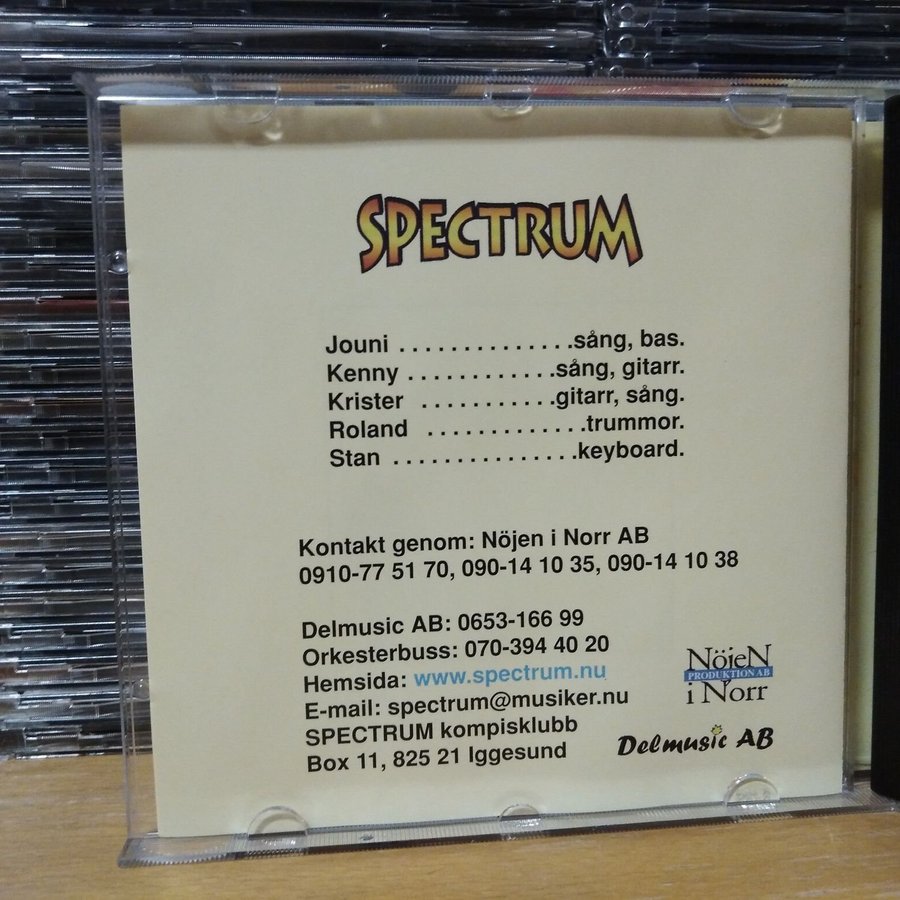 SPECTRUM
Jouni . . . . . . . . . . . . . . .sång, bas.
Kenny . . . . . . . . . . . .sång, gitarr.
Krister . . . . . . . . . . .gitarr, sång.
Roland . . . . . . . . . . . . .trummor.
Stan . . . . . . . . . . . . . . .keyboard.
Kontakt genom: Nöjen i Norr AB
0910-77 51 70, 090-14 10 35, 090-14 10 38
Delmusic AB: 0653-166 99
Orkesterbuss: 070-394 40 20
Hemsida: www.spectrum.nu
E-mail: spectrum@musiker.nu
SPECTRUM kompisklubb
Box 11, 825 21 Iggesund
NöjeN
PRODUKTION AB
i Norr
Delmusic AB